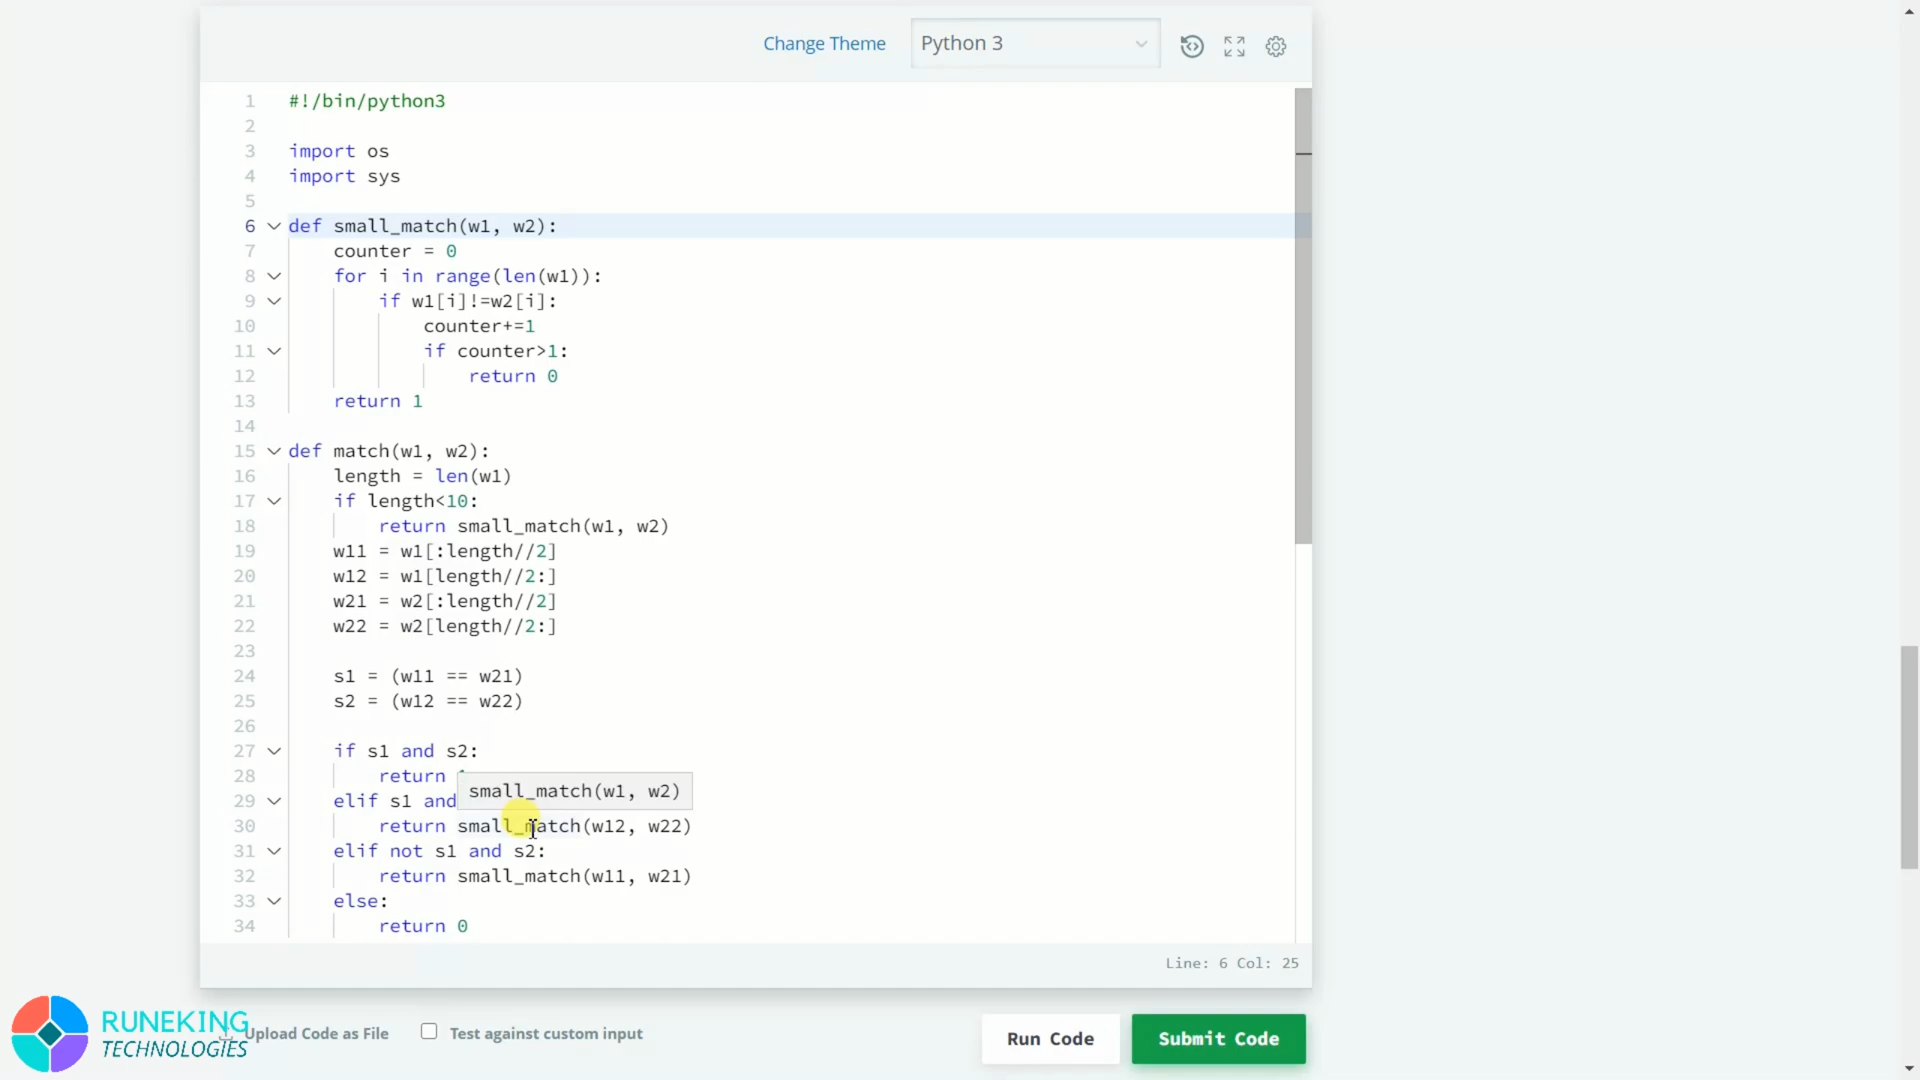 Change Theme
Python 3
1 #!/bin/python3
2
3 import os
4 import sys
5
6 def small_match(w1, w2):
7 counter = 0
8 for i in range(len(w1)):
9 if w1[i]!=w2[i]:
10 counter+=1
11 if counter>1:
12 return 0
13 return 1
14
15 def match(w1, w2):
16 length = len(w1)
17 if length<10:
18 return small_match(w1, w2)
19 w11 = w1[:length//2]
20 w12 = w1[length//2:]
21 w21 = w2[:length//2]
22 w22 = w2[length//2:]
23
24 s1 = (w11 == w21)
25 s2 = (w12 == w22)
26
27 if s1 and s2:
28 return
small_match(w1, w2)
29 elif s1 and
30 return small_match(w12, w22)
31 elif not s1 and s2:
32 return small_match(w11, w21)
33 else:
34 return 0
Line: 6 Col: 25
RUNEKING
TECHNOLOGIES
Upload Code as File
Test against custom input
Run Code
Submit Code